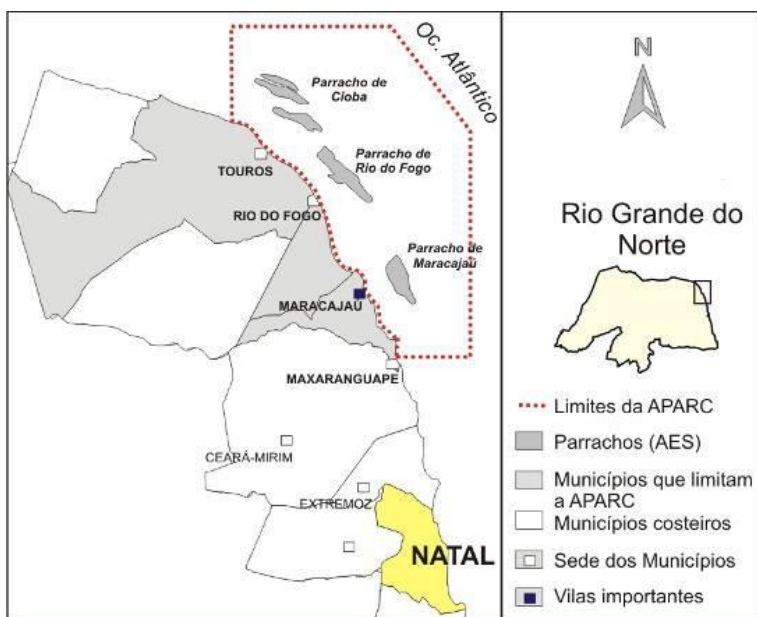 Oc. Atlântico
Parracho de
Cioba
Parracho de
Rio do Fogo
TOUROS
RIO DO FOGO
Parracho de
Maracajaú
MARACAJAÚ
MAXARANGUAPE
CEARÁ-MIRIM
EXTREMOZ
NATAL
N
Rio Grande do
Norte
Limites da APARC
Parrachos (AES)
Municípios que limitam
a APARC
Municípios costeiros
Sede dos Municípios
Vilas importantes